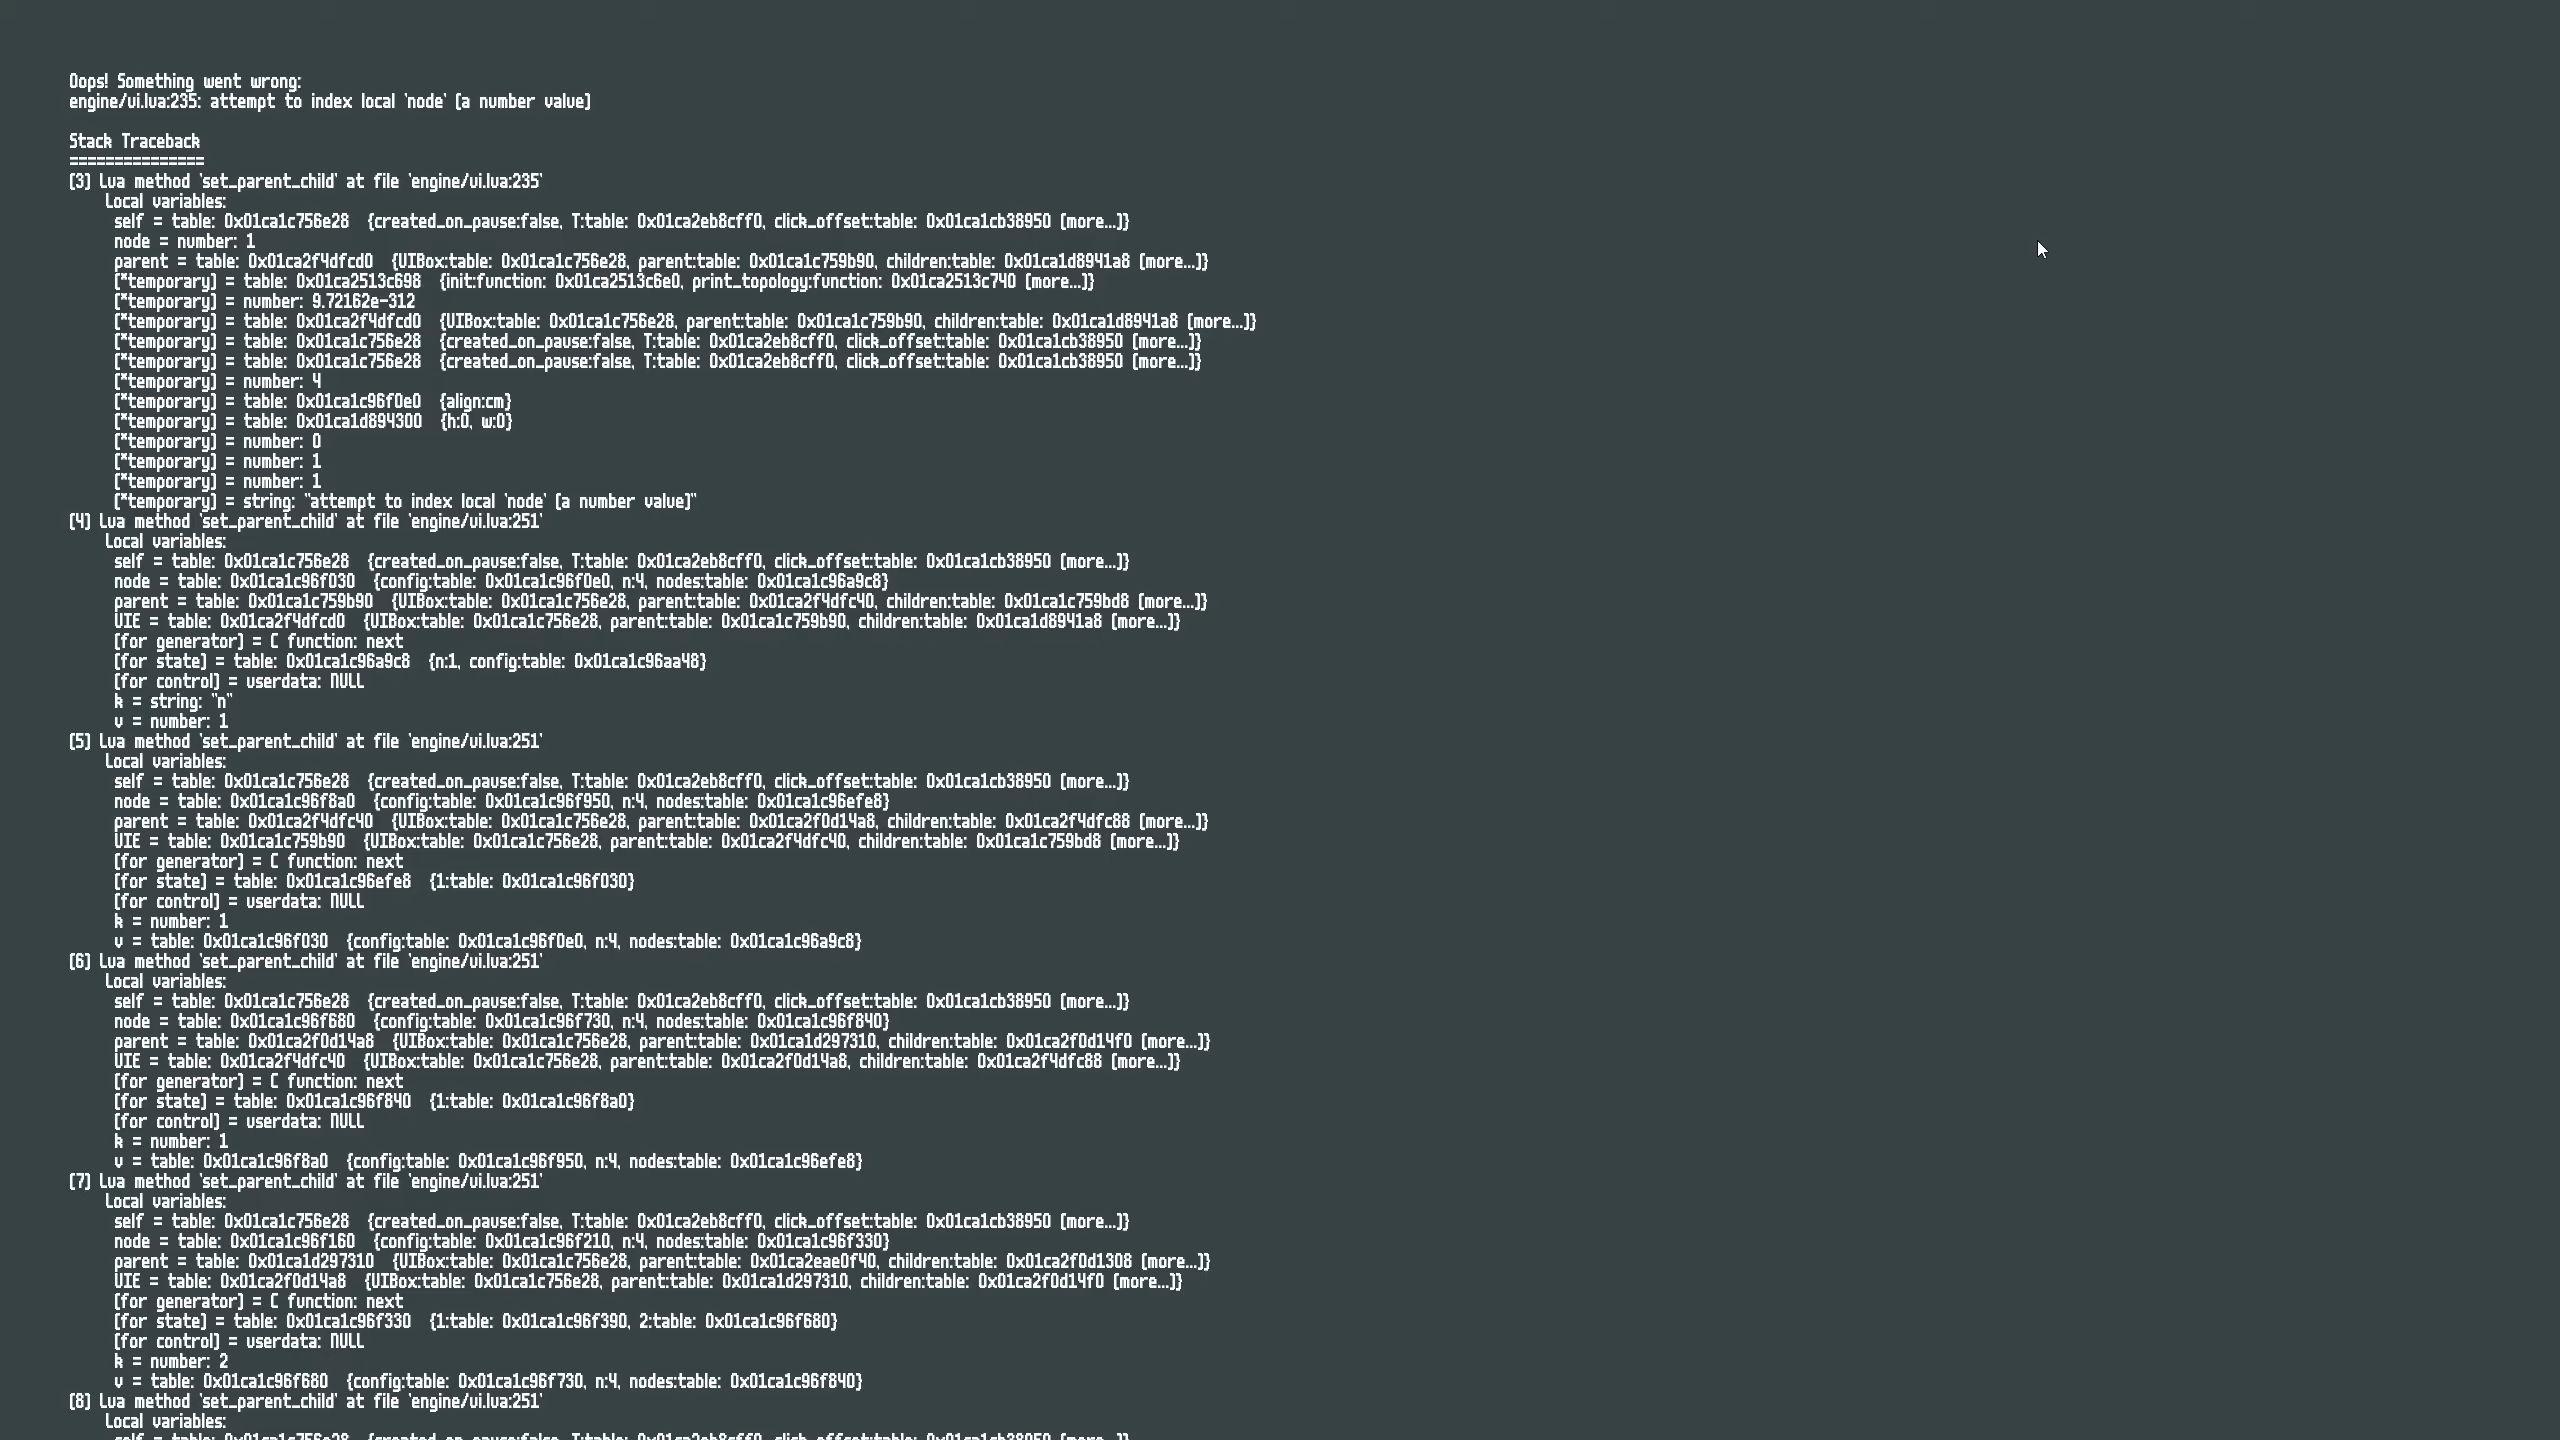 Oops! Something went wrong:
engine/ui.lua:235: attempt to index local 'node' (a number value)
Stack Traceback
===============
(3) Lua method 'set_parent_child' at file 'engine/ui.lua:235'
Local variables:
self = table: 0x01ca1c756e28  {created_on_pause:false, T:table: 0x01ca2eb8cff0, click_offset:table: 0x01ca1cb38950 (more...)}
node = number: 1
parent = table: 0x01ca2f4dfcd0  {UIBox:table: 0x01ca1c756e28, parent:table: 0x01ca1c759b90, children:table: 0x01ca1d8941a8 (more...)}
(*temporary) = table: 0x01ca2513c698  {init:function: 0x01ca2513c6e0, print_topology:function: 0x01ca2513c740 (more...)}
(*temporary) = number: 9.72162e-312
(*temporary) = table: 0x01ca2f4dfcd0  {UIBox:table: 0x01ca1c756e28, parent:table: 0x01ca1c759b90, children:table: 0x01ca1d8941a8 (more...)}
(*temporary) = table: 0x01ca1c756e28  {created_on_pause:false, T:table: 0x01ca2eb8cff0, click_offset:table: 0x01ca1cb38950 (more...)}
(*temporary) = table: 0x01ca1c756e28  {created_on_pause:false, T:table: 0x01ca2eb8cff0, click_offset:table: 0x01ca1cb38950 (more...)}
(*temporary) = number: 4
(*temporary) = table: 0x01ca1c96f0e0  {align:cm}
(*temporary) = table: 0x01ca1d894300  {h:0, w:0}
(*temporary) = number: 0
(*temporary) = number: 1
(*temporary) = number: 1
(*temporary) = string: "attempt to index local 'node' (a number value)"
(4) Lua method 'set_parent_child' at file 'engine/ui.lua:251'
Local variables:
self = table: 0x01ca1c756e28  {created_on_pause:false, T:table: 0x01ca2eb8cff0, click_offset:table: 0x01ca1cb38950 (more...)}
node = table: 0x01ca1c96f030  {config:table: 0x01ca1c96f0e0, n:4, nodes:table: 0x01ca1c96a9c8}
parent = table: 0x01ca1c759b90  {UIBox:table: 0x01ca1c756e28, parent:table: 0x01ca2f4dfc40, children:table: 0x01ca1c759bd8 (more...)}
UIE = table: 0x01ca2f4dfcd0  {UIBox:table: 0x01ca1c756e28, parent:table: 0x01ca1c759b90, children:table: 0x01ca1d8941a8 (more...)}
(for generator) = C function: next
(for state) = table: 0x01ca1c96a9c8  {n:1, config:table: 0x01ca1c96aa48}
(for control) = userdata: NULL
k = string: "n"
v = number: 1
(5) Lua method 'set_parent_child' at file 'engine/ui.lua:251'
Local variables:
self = table: 0x01ca1c756e28  {created_on_pause:false, T:table: 0x01ca2eb8cff0, click_offset:table: 0x01ca1cb38950 (more...)}
node = table: 0x01ca1c96f8a0  {config:table: 0x01ca1c96f950, n:4, nodes:table: 0x01ca1c96efe8}
parent = table: 0x01ca2f4dfc40  {UIBox:table: 0x01ca1c756e28, parent:table: 0x01ca2f0d14a8, children:table: 0x01ca2f4dfc88 (more...)}
UIE = table: 0x01ca1c759b90  {UIBox:table: 0x01ca1c756e28, parent:table: 0x01ca2f4dfc40, children:table: 0x01ca1c759bd8 (more...)}
(for generator) = C function: next
(for state) = table: 0x01ca1c96efe8  {1:table: 0x01ca1c96f030}
(for control) = userdata: NULL
k = number: 1
v = table: 0x01ca1c96f030  {config:table: 0x01ca1c96f0e0, n:4, nodes:table: 0x01ca1c96a9c8}
(6) Lua method 'set_parent_child' at file 'engine/ui.lua:251'
Local variables:
self = table: 0x01ca1c756e28  {created_on_pause:false, T:table: 0x01ca2eb8cff0, click_offset:table: 0x01ca1cb38950 (more...)}
node = table: 0x01ca1c96f680  {config:table: 0x01ca1c96f730, n:4, nodes:table: 0x01ca1c96f840}
parent = table: 0x01ca2f0d14a8  {UIBox:table: 0x01ca1c756e28, parent:table: 0x01ca1d297310, children:table: 0x01ca2f0d14f0 (more...)}
UIE = table: 0x01ca2f4dfc40  {UIBox:table: 0x01ca1c756e28, parent:table: 0x01ca2f0d14a8, children:table: 0x01ca2f4dfc88 (more...)}
(for generator) = C function: next
(for state) = table: 0x01ca1c96f840  {1:table: 0x01ca1c96f8a0}
(for control) = userdata: NULL
k = number: 1
v = table: 0x01ca1c96f8a0  {config:table: 0x01ca1c96f950, n:4, nodes:table: 0x01ca1c96efe8}
(7) Lua method 'set_parent_child' at file 'engine/ui.lua:251'
Local variables:
self = table: 0x01ca1c756e28  {created_on_pause:false, T:table: 0x01ca2eb8cff0, click_offset:table: 0x01ca1cb38950 (more...)}
node = table: 0x01ca1c96f160  {config:table: 0x01ca1c96f210, n:4, nodes:table: 0x01ca1c96f330}
parent = table: 0x01ca1d297310  {UIBox:table: 0x01ca1c756e28, parent:table: 0x01ca2eae0f40, children:table: 0x01ca2f0d1308 (more...)}
UIE = table: 0x01ca2f0d14a8  {UIBox:table: 0x01ca1c756e28, parent:table: 0x01ca1d297310, children:table: 0x01ca2f0d14f0 (more...)}
(for generator) = C function: next
(for state) = table: 0x01ca1c96f330  {1:table: 0x01ca1c96f390, 2:table: 0x01ca1c96f680}
(for control) = userdata: NULL
k = number: 2
v = table: 0x01ca1c96f680  {config:table: 0x01ca1c96f730, n:4, nodes:table: 0x01ca1c96f840}
(8) Lua method 'set_parent_child' at file 'engine/ui.lua:251'
Local variables:
self = table: 0x01ca1c756e28  {created_on_pause:false, T:table: 0x01ca2eb8cff0, click_offset:table: 0x01ca1cb38950 (more...)}